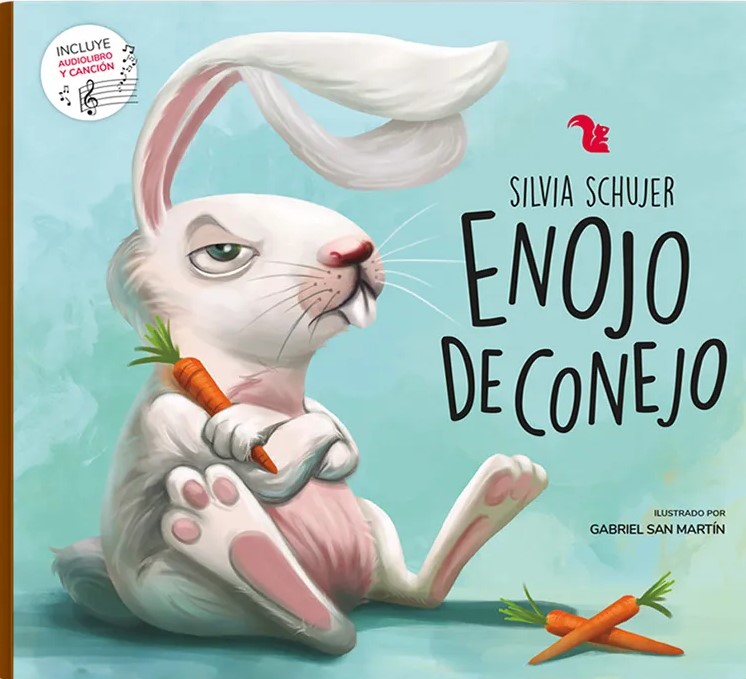 INCLUYE
AUDIOLIBRO
Y CANCIÓN
SILVIA SCHUJER
ENOJO
DE CONEJO
ILUSTRADO POR
GABRIEL SAN MARTÍN